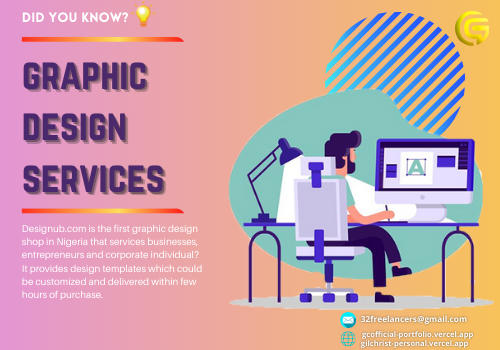 DID YOU KNOW?
GRAPHIC
DESIGN
SERVICES
Designub.com is the first graphic design
shop in Nigeria that services businesses,
entrepreneurs and corporate individual?
It provides design templates which could
be customized and delivered within few
hours of purchase.
A
32freelancers@gmail.com
gcofficial-portfolio.vercel.app
gilchrist-personal.vercel.app